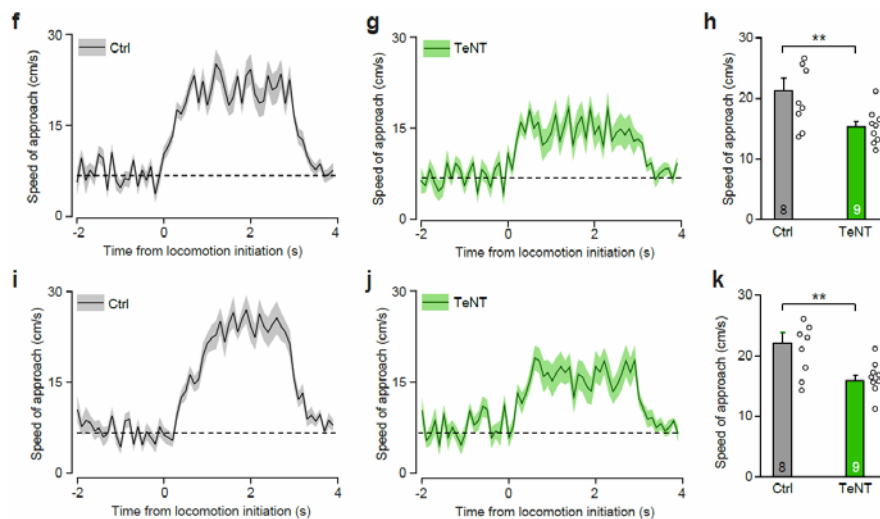 f
Ctrl
Speed of approach (cm/s)
30
15
0
-2
0
2
4
Time from locomotion initiation (s)
g
TeNT
Speed of approach (cm/s)
30
15
0
-2
0
2
4
Time from locomotion initiation (s)
h
**
Speed of approach (cm/s)
30
20
10
0
8
9
Ctrl
TeNT
i
Ctrl
Speed of approach (cm/s)
30
15
0
-2
0
2
4
Time from locomotion initiation (s)
j
TeNT
Speed of approach (cm/s)
30
15
0
-2
0
2
4
Time from locomotion initiation (s)
k
**
Speed of approach (cm/s)
30
20
10
0
8
9
Ctrl
TeNT